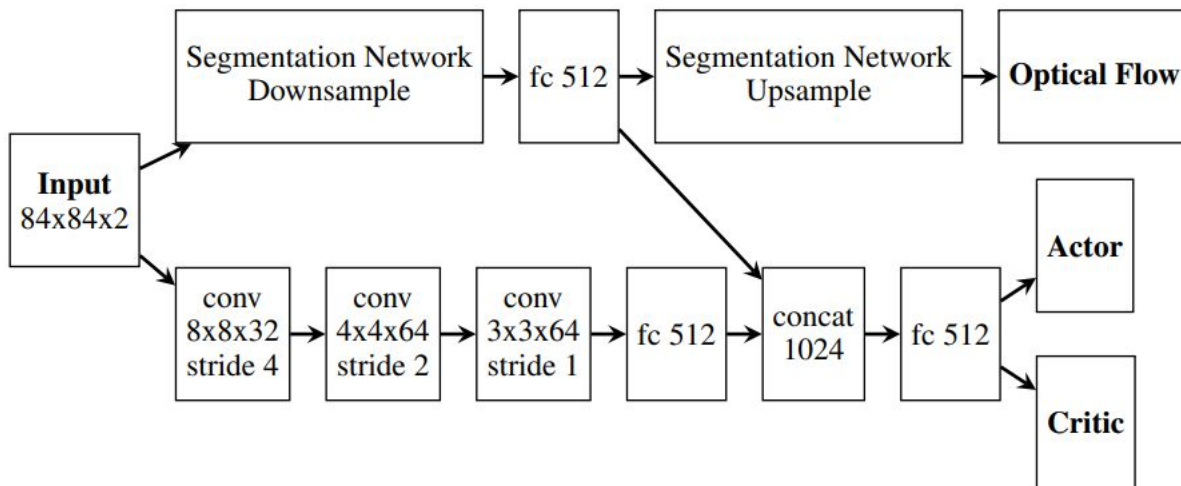 Segmentation Network
Downsample
fc 512
Segmentation Network
Upsample
Optical Flow
Input
84x84x2
conv
8x8x32
stride 4
conv
4x4x64
stride 2
conv
3x3x64
stride 1
fc 512
concat
1024
fc 512
Actor
Critic